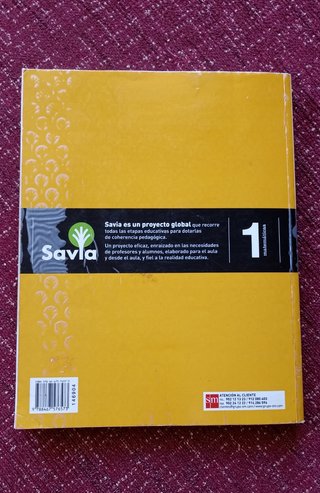 Savia
Savia es un proyecto global que recorre
todas las etapas educativas para dotarlas
de coherencia pedagógica.
Un proyecto eficaz, enraizado en las necesidades
de profesores y alumnos, elaborado para el aula
y desde el aula, y fiel a la realidad educativa.
1
matemáticas
146904
9788467576573
sm
ATENCIÓN AL CLIENTE